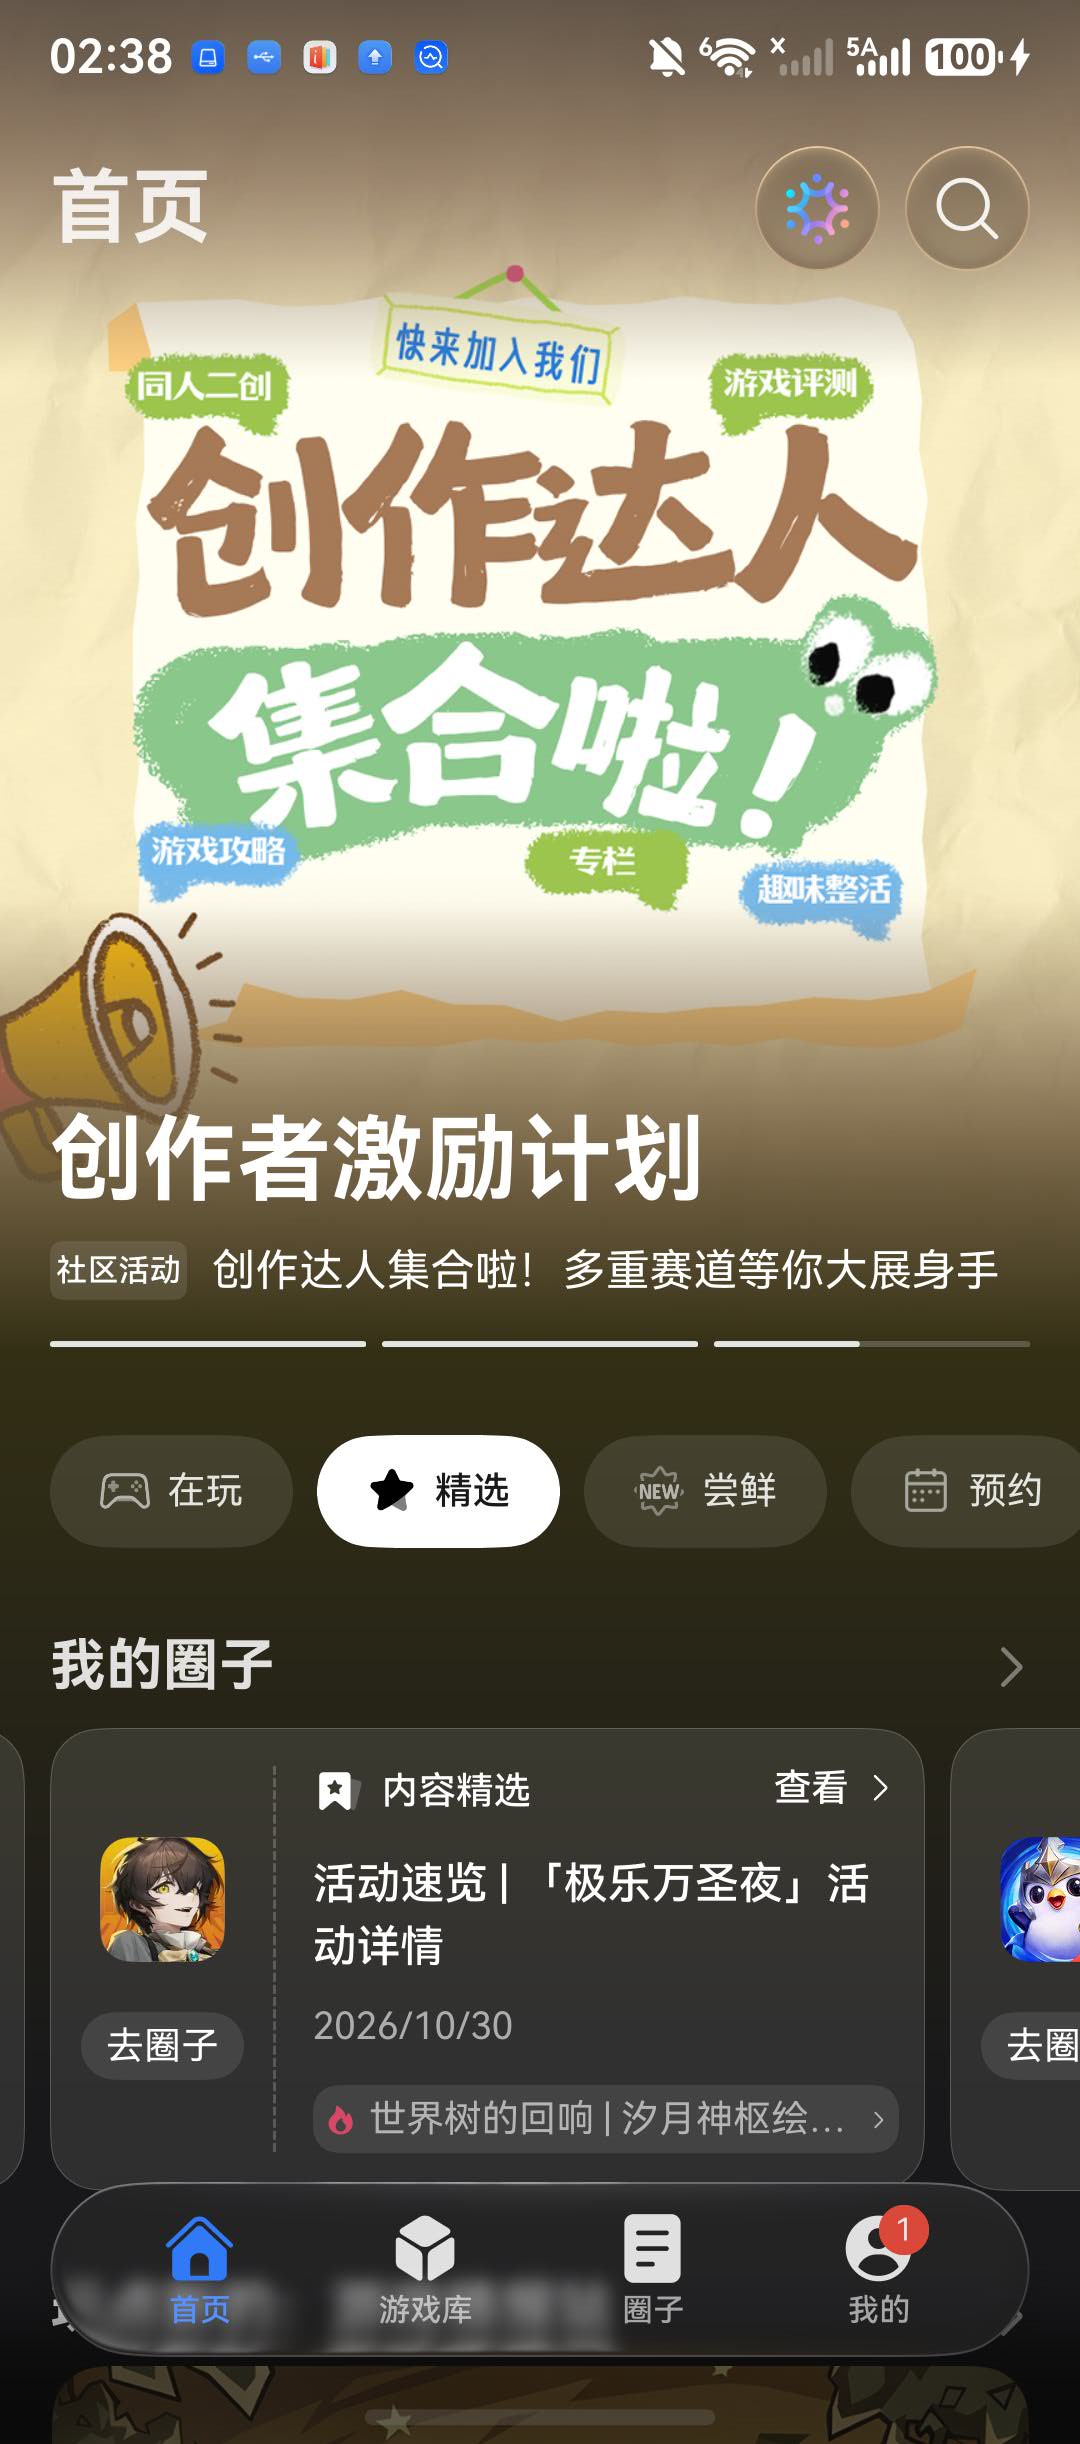 02:38
6
5A
100
首页
快来加入我们
同人二创
游戏评测
创作达人
集合啦！
游戏攻略
专栏
趣味整活
创作者激励计划
社区活动 创作达人集合啦！多重赛道等你大展身手
在玩
精选
NEW 尝鲜
预约
我的圈子
内容精选
查看
活动速览 | 「极乐万圣夜」活
动详情
2026/10/30
去圈子
世界树的回响 | 汐月神枢绘...
去圈
首页
游戏库
圈子
我的
1